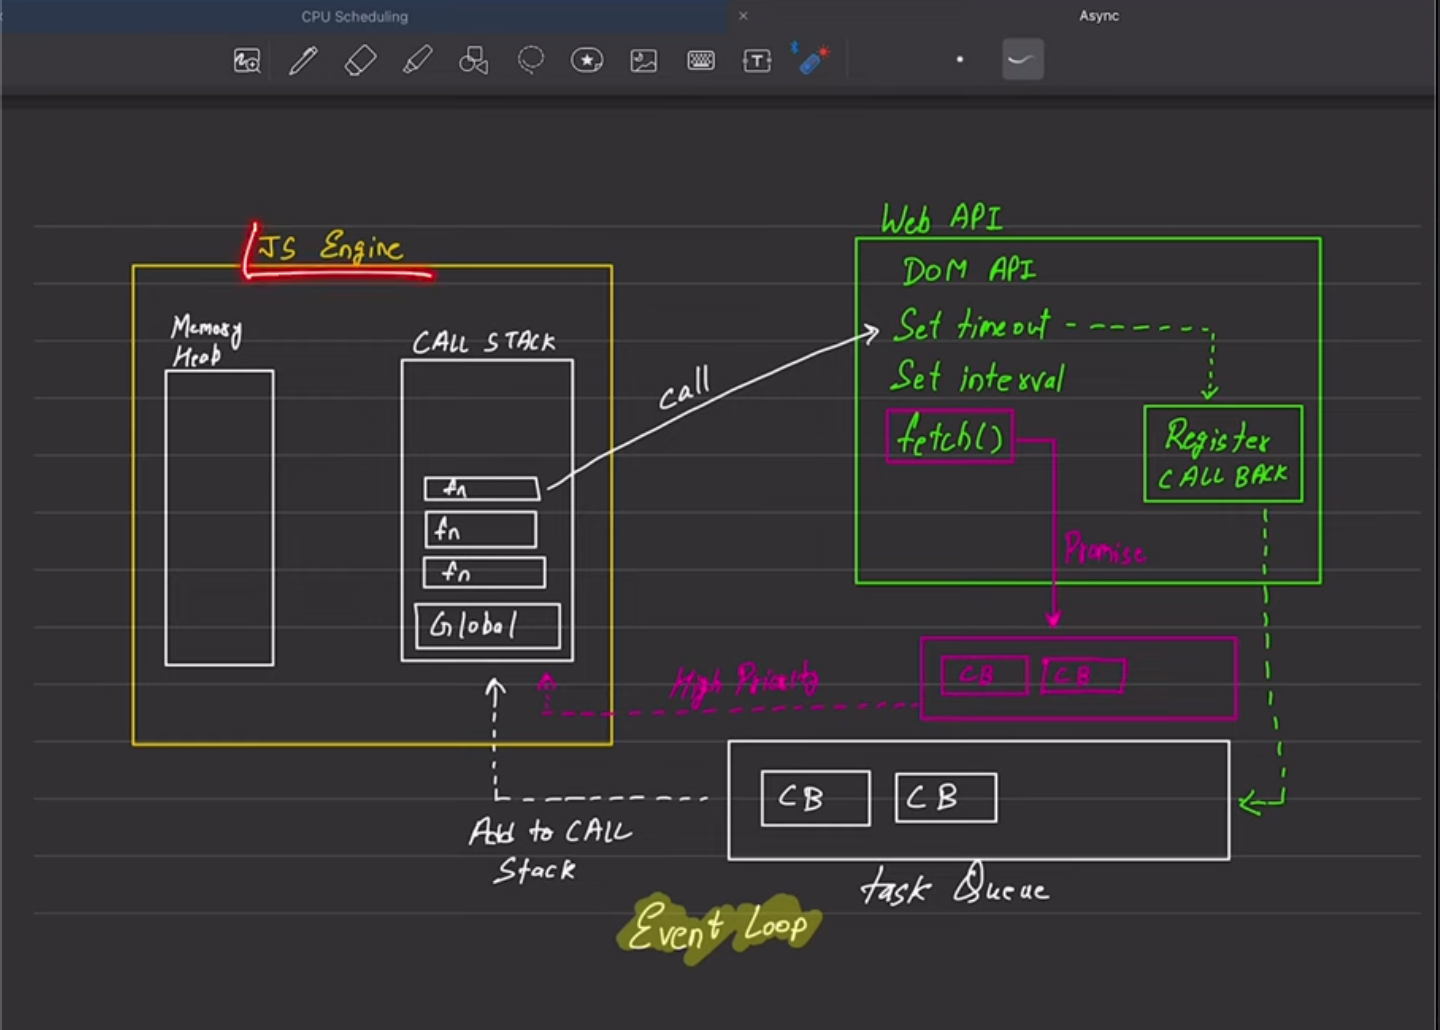 CPU Scheduling
Async
Web API
JS Engine
DOM API
Memory
Heap
CALL STACK
Set timeout
call
Set interval
fetch()
Register
CALL BACK
fn
fn
fn
Promise
Global
High Priority
CB CB
CB CB
Add to CALL
Stack
task Queue
Event Loop